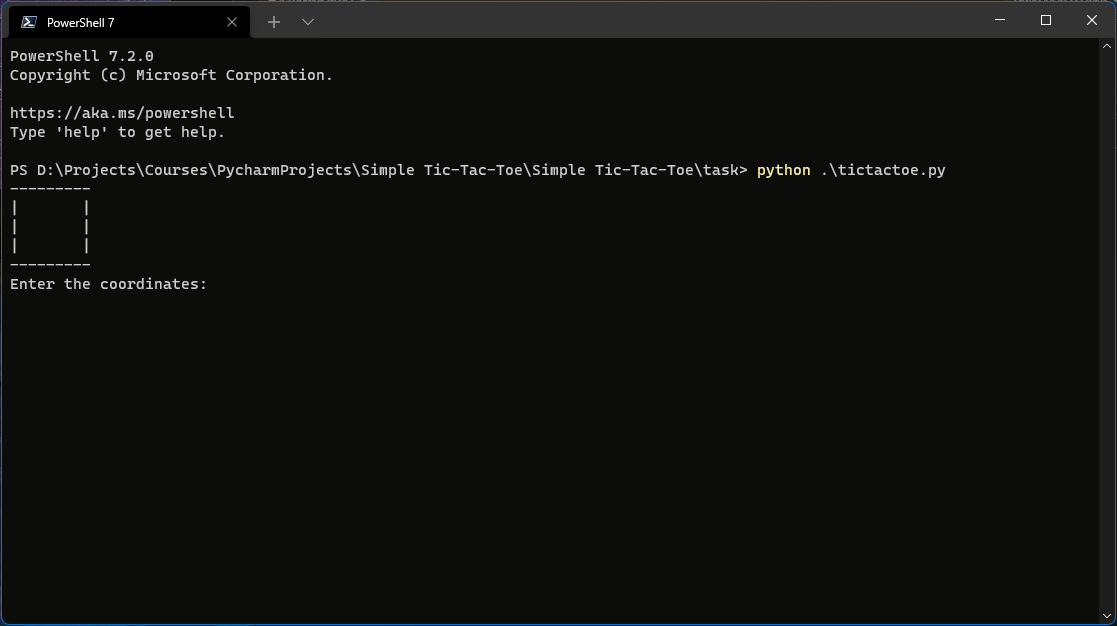 PowerShell 7
PowerShell 7.2.0
Copyright (c) Microsoft Corporation.
https://aka.ms/powershell
Type 'help' to get help.
PS D:\Projects\Courses\PycharmProjects\Simple Tic-Tac-Toe\Simple Tic-Tac-Toe\task> python .\tictactoe.py
---------
|       |
|       |
|       |
---------
Enter the coordinates: